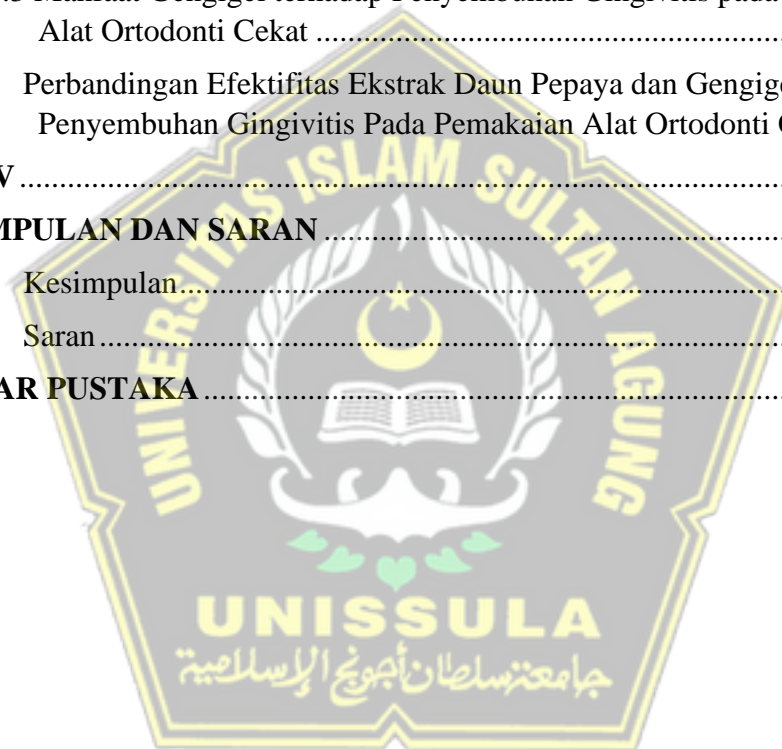 .3 Manfaat Gengigel terhadap Penyembuhan Gingivitis pada
Alat Ortodonti Cekat ...........................................................
Perbandingan Efektifitas Ekstrak Daun Pepaya dan Gengige
Penyembuhan Gingivitis Pada Pemakaian Alat Ortodonti
V ...........................................................
MPULAN DAN SARAN ...........................................................
Kesimpulan ...........................................................
Saran ...........................................................
AR PUSTAKA ...........................................................
UNIVERSITAS ISLAM SULTAN AGUNG
UNISSULA
جامعة سلطان أجونج الإسلامية